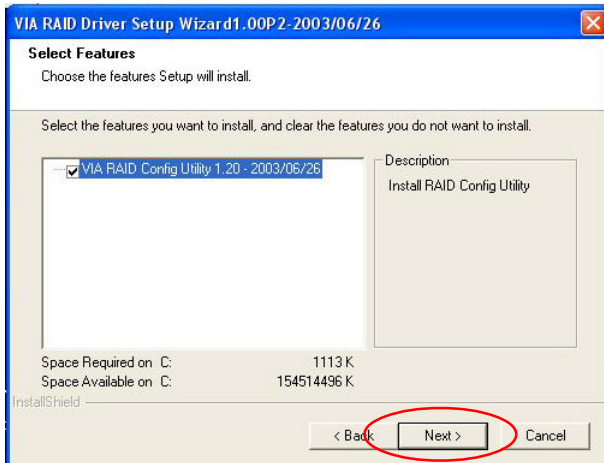 VIA RAID Driver Setup Wizard1.00P2-2003/06/26
Select Features
Choose the features Setup will install.
Select the features you want to install, and clear the features you do not want to install.
VIA RAID Config Utility 1.20 - 2003/06/26
Description
Install RAID Config Utility
Space Required on C: 1113 K
Space Available on C: 154514496 K
InstallShield
< Back Next > Cancel